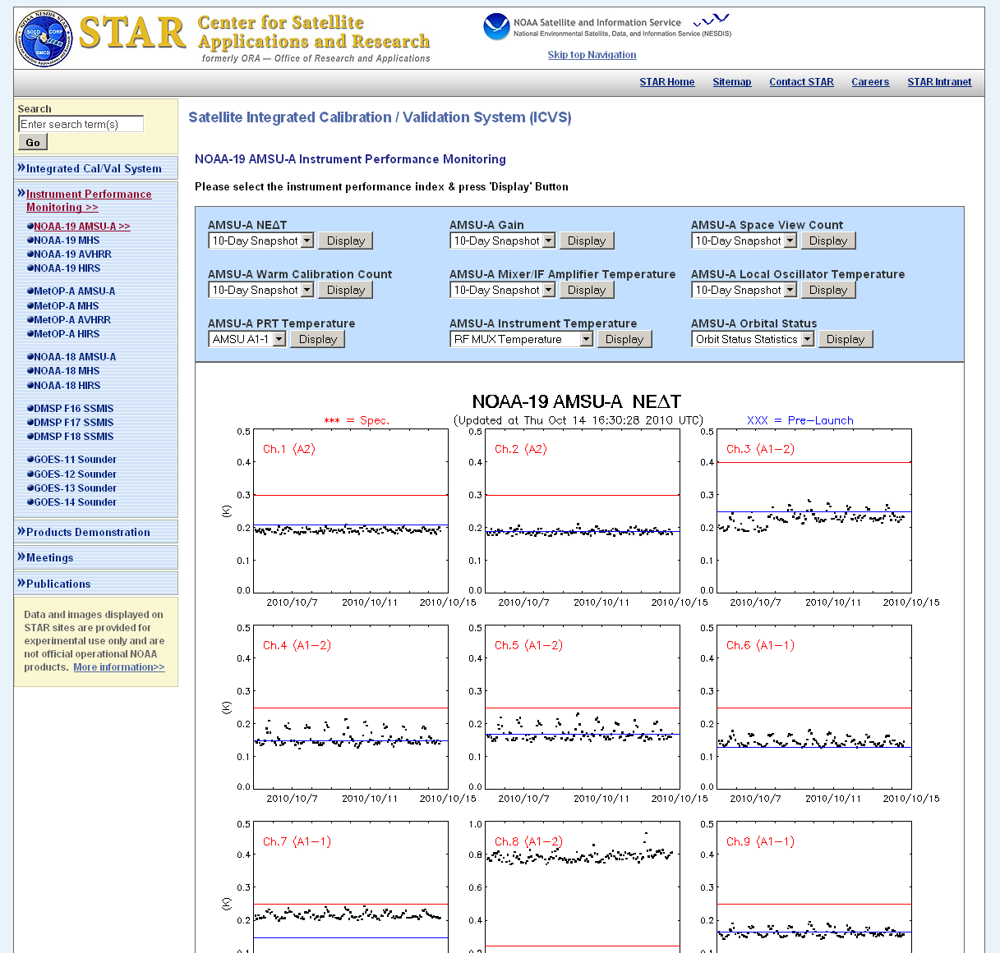 STAR Center for Satellite
Applications and Research
formerly ORA — Office of Research and Applications
NOAA Satellite and Information Service
National Environmental Satellite, Data, and Information Service (NESDIS)
Skip top Navigation
STAR Home Sitemap Contact STAR Careers STAR Intranet
Search
Enter search term(s)
Go
»Integrated Cal/Val System
»Instrument Performance
Monitoring >>
NOAA-19 AMSU-A >>
NOAA-19 MHS
NOAA-19 AVHRR
NOAA-19 HIRS
MetOP-A AMSU-A
MetOP-A MHS
MetOP-A AVHRR
MetOP-A HIRS
NOAA-18 AMSU-A
NOAA-18 MHS
NOAA-18 HIRS
DMSP F16 SSMIS
DMSP F17 SSMIS
DMSP F18 SSMIS
GOES-11 Sounder
GOES-12 Sounder
GOES-13 Sounder
GOES-14 Sounder
»Products Demonstration
»Meetings
»Publications
Data and images displayed on
STAR sites are provided for
experimental use only and are
not official operational NOAA
products. More information>>
Satellite Integrated Calibration / Validation System (ICVS)
NOAA-19 AMSU-A Instrument Performance Monitoring
Please select the instrument performance index & press 'Display' Button
AMSU-A NEΔT AMSU-A Gain AMSU-A Space View Count
10-Day Snapshot Display 10-Day Snapshot Display 10-Day Snapshot Display
AMSU-A Warm Calibration Count AMSU-A Mixer/IF Amplifier Temperature AMSU-A Local Oscillator Temperature
10-Day Snapshot Display 10-Day Snapshot Display 10-Day Snapshot Display
AMSU-A PRT Temperature AMSU-A Instrument Temperature AMSU-A Orbital Status
AMSU A1-1 Display RF MUX Temperature Display Orbit Status Statistics Display
NOAA-19 AMSU-A NEΔT
*** = Spec. (Updated at Thu Oct 14 16:30:28 2010 UTC) XXX = Pre-Launch
0.5 0.5 0.5
Ch.1 (A2) Ch.2 (A2) Ch.3 (A1-2)
0.4 0.4 0.4
0.3 0.3 0.3
(K)
0.2 0.2 0.2
0.1 0.1 0.1
0.0 0.0 0.0
2010/10/7 2010/10/11 2010/10/15 2010/10/7 2010/10/11 2010/10/15 2010/10/7 2010/10/11 2010/10/15
0.5 0.5 0.5
Ch.4 (A1-2) Ch.5 (A1-2) Ch.6 (A1-1)
0.4 0.4 0.4
0.3 0.3 0.3
(K)
0.2 0.2 0.2
0.1 0.1 0.1
0.0 0.0 0.0
2010/10/7 2010/10/11 2010/10/15 2010/10/7 2010/10/11 2010/10/15 2010/10/7 2010/10/11 2010/10/15
0.5 1.0 0.5
Ch.7 (A1-1) Ch.8 (A1-2) Ch.9 (A1-1)
0.4 0.8 0.4
0.3 0.6 0.3
(K)
0.2 0.4 0.2
0.1 0.2 0.1